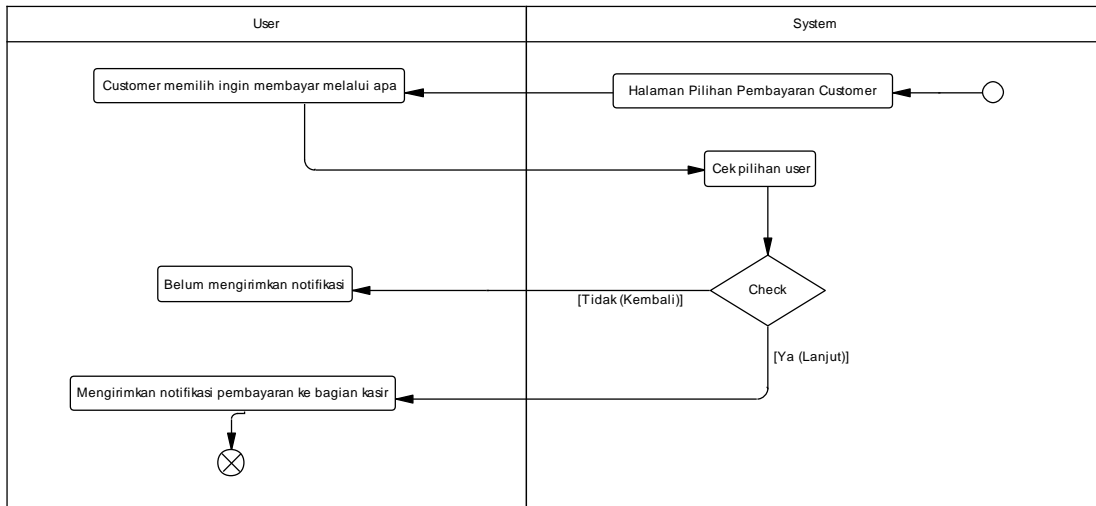 User
System
Customer memilih ingin membayar melalui apa
Halaman Pilihan Pembayaran Customer
Cek pilihan user
Belum mengirimkan notifikasi
[Tidak (Kembali)]
Check
[Ya (Lanjut)]
Mengirimkan notifikasi pembayaran ke bagian kasir